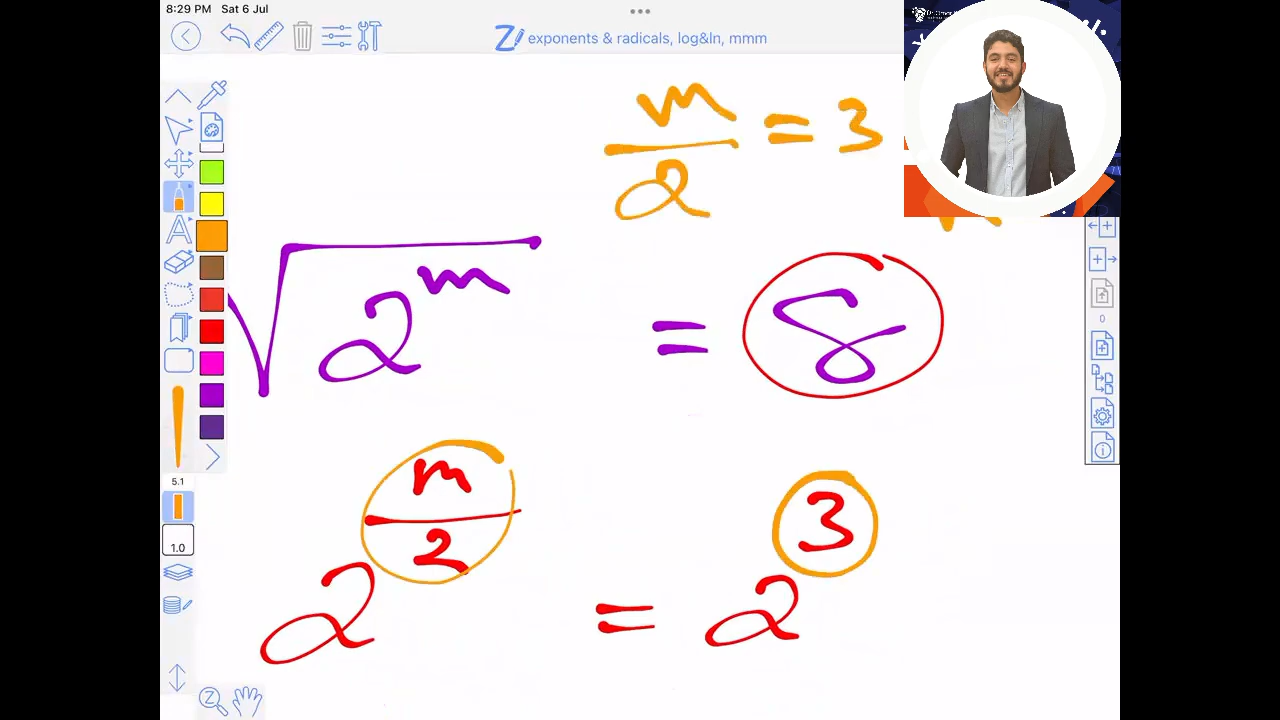 8:29 PM Sat 6 Jul
exponents & radicals, log&ln, mmm
m/2 = 3
√2^m = 8
2^(m/2) = 2^3
5.1
1.0
0